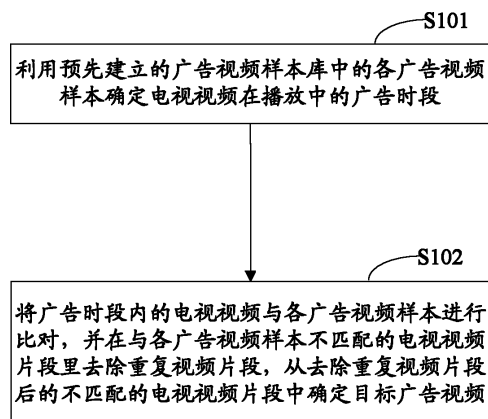 S101
利用预先建立的广告视频样本库中的各广告视频
样本确定电视视频在播放中的广告时段
S102
将广告时段内的电视视频与各广告视频样本进行
比对，并在与各广告视频样本不匹配的电视视频
片段里去除重复视频片段，从去除重复视频片段
后的不匹配的电视视频片段中确定目标广告视频